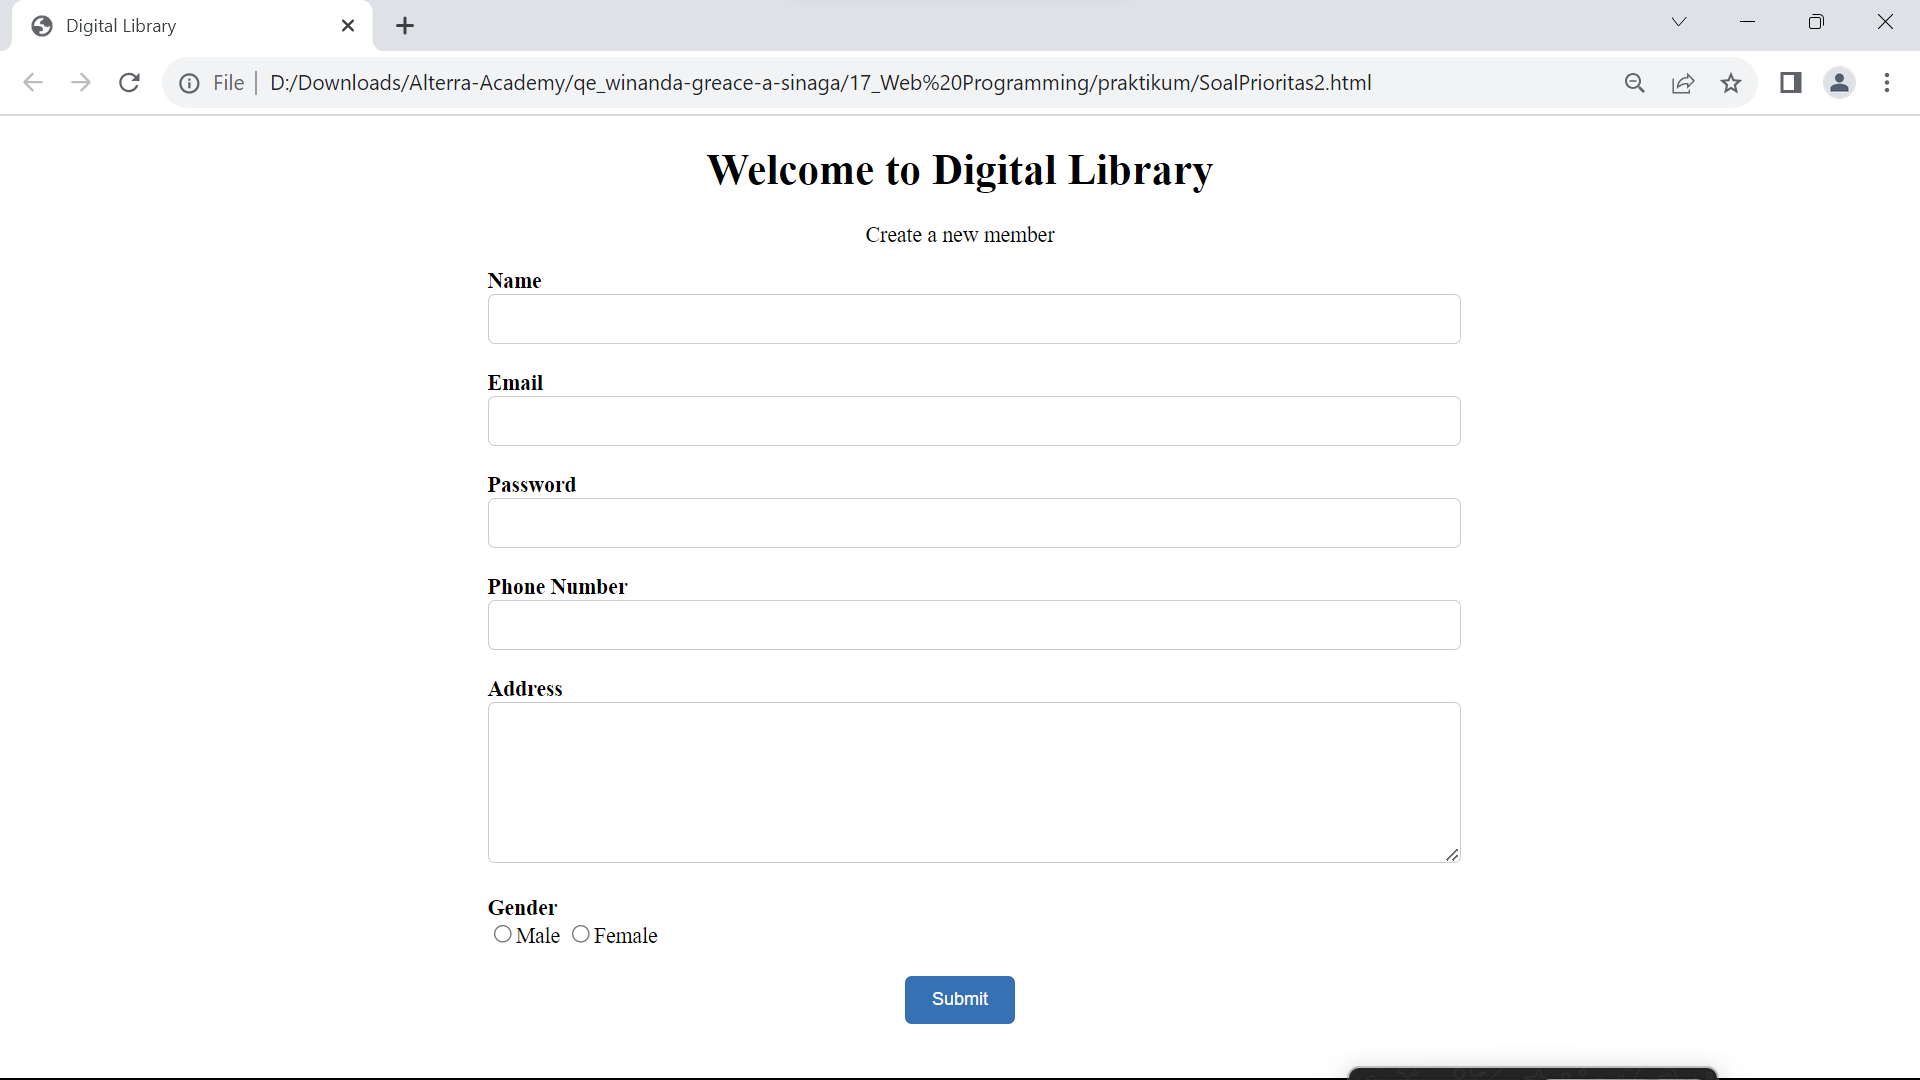 Digital Library
File
D:/Downloads/Alterra-Academy/qe_winanda-greace-a-sinaga/17_Web%20Programming/praktikum/SoalPrioritas2.html
Welcome to Digital Library
Create a new member
Name
Email
Password
Phone Number
Address
Gender
Male Female
Submit